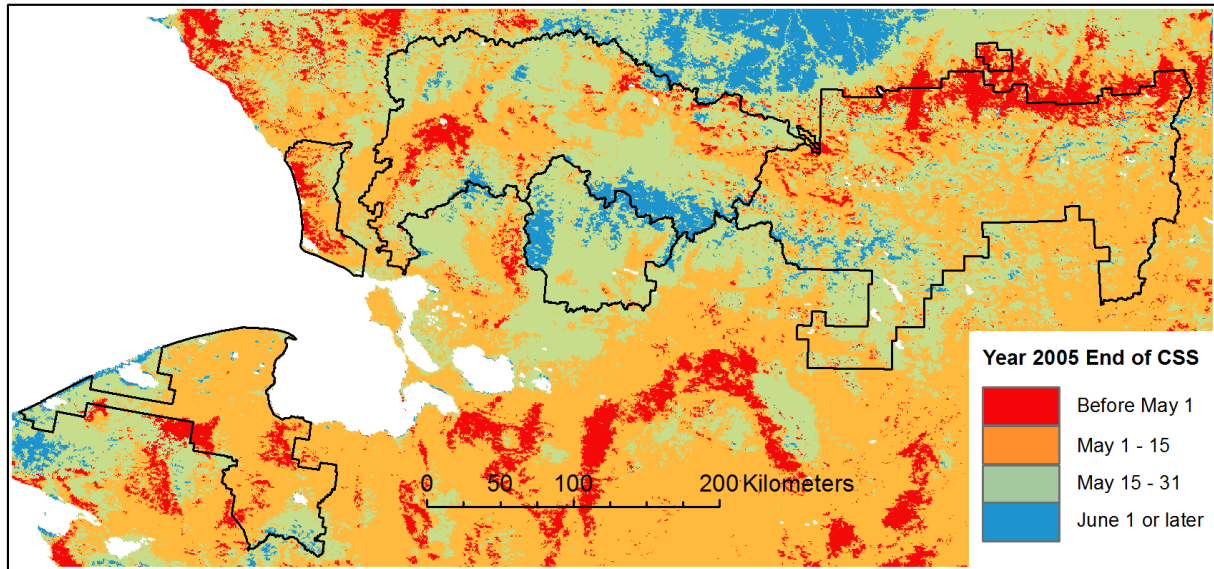 Year 2005 End of CSS
Before May 1
May 1 - 15
May 15 - 31
June 1 or later
0 50 100 200 Kilometers